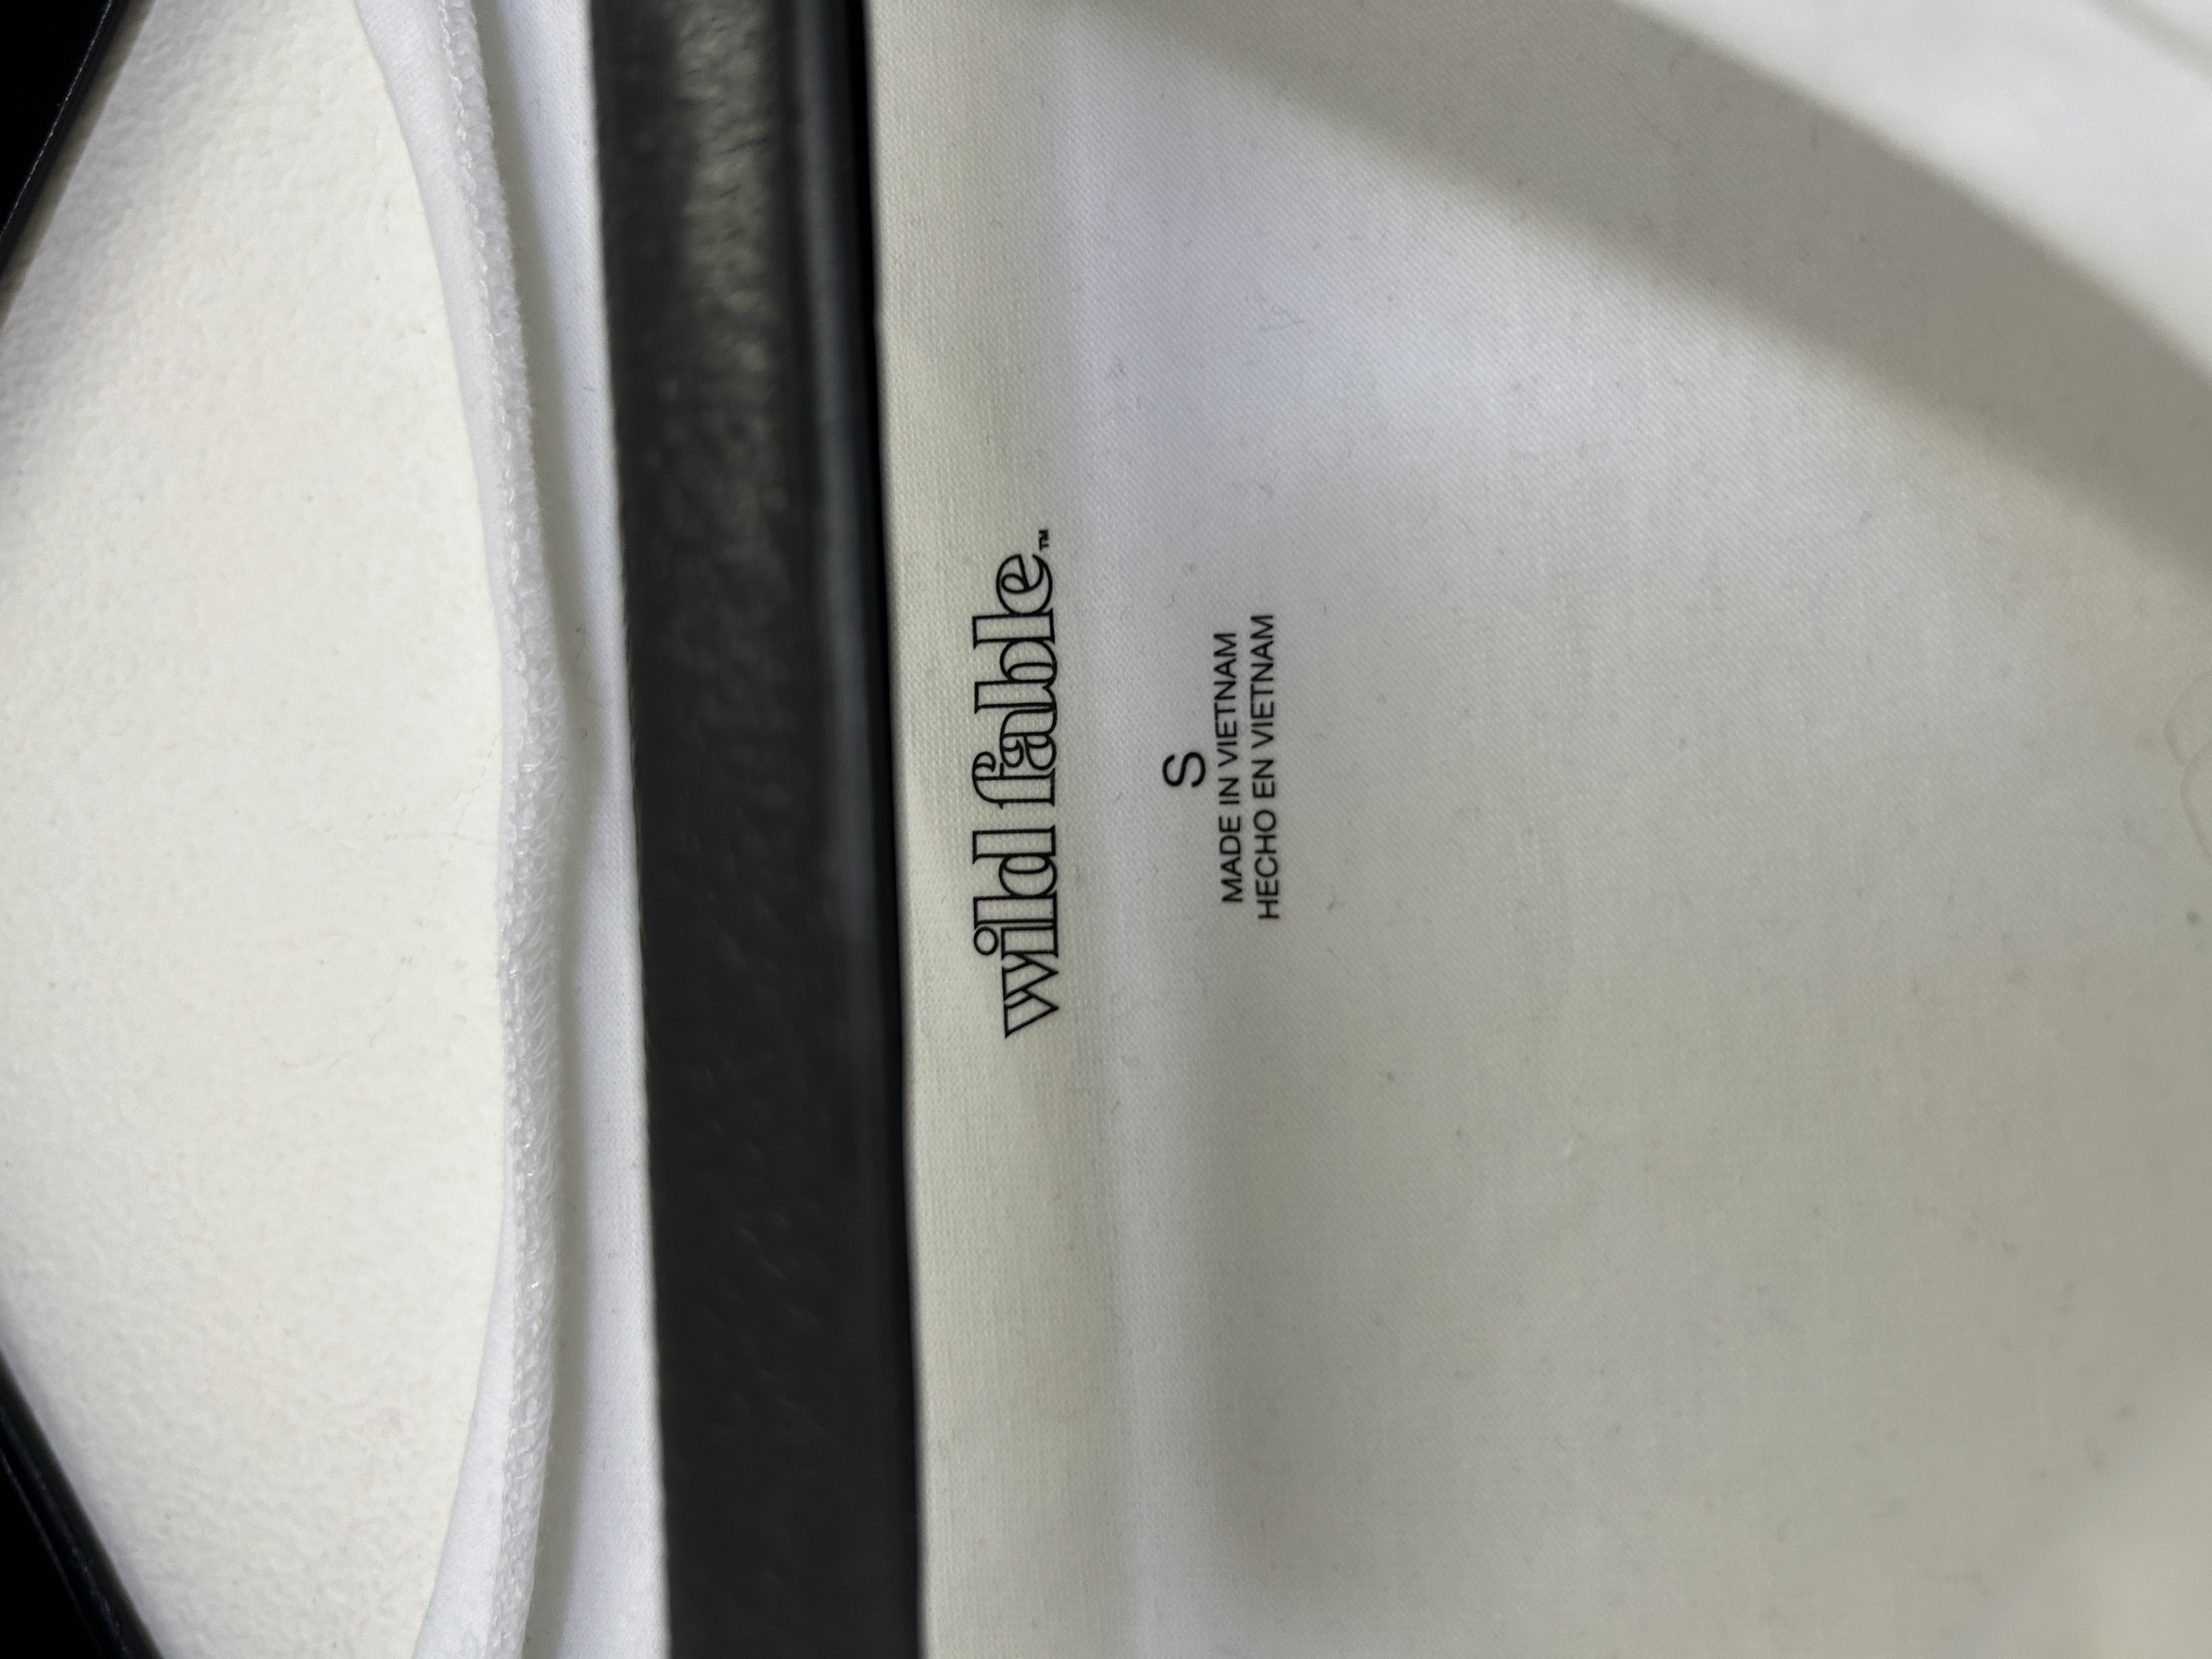 wild fable™
S
MADE IN VIETNAM
HECHO EN VIETNAM